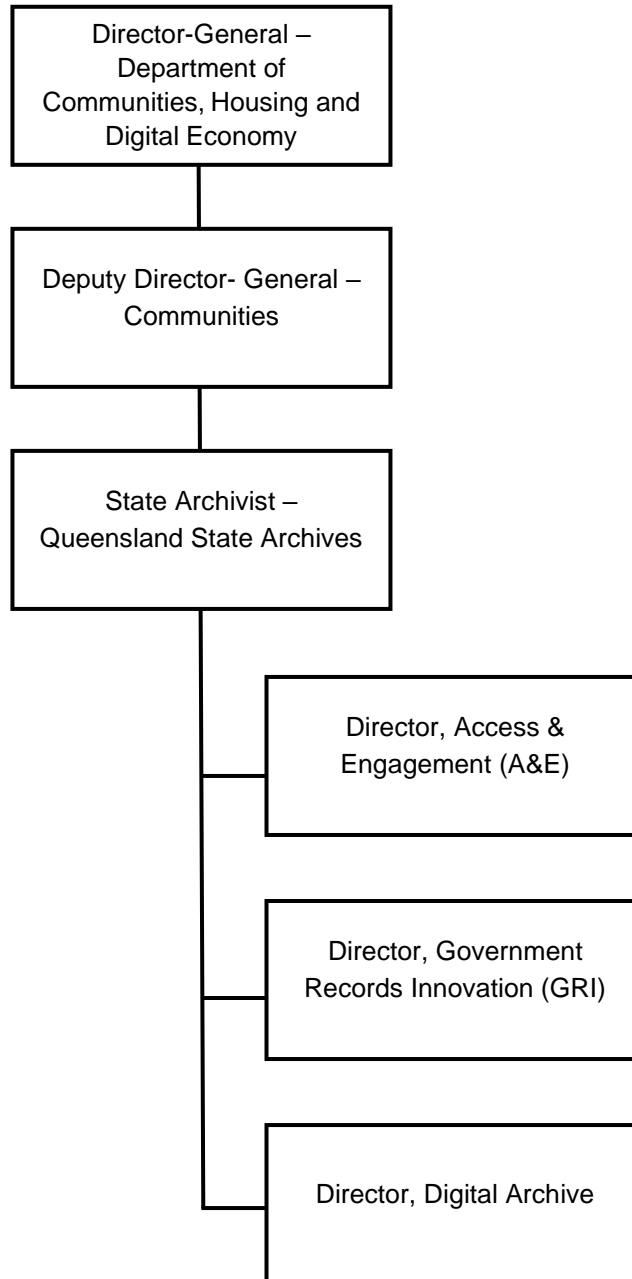 Director-General –
Department of
Communities, Housing and
Digital Economy
Deputy Director- General –
Communities
State Archivist –
Queensland State Archives
Director, Access &
Engagement (A&E)
Director, Government
Records Innovation (GRI)
Director, Digital Archive